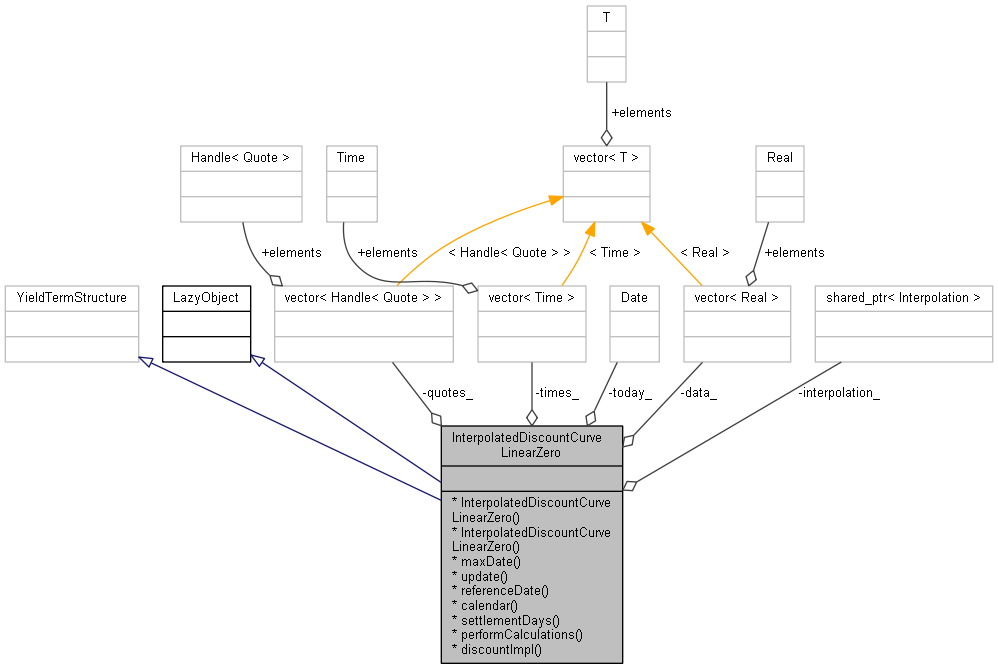 T
+elements
Handle< Quote >
Time
vector< T >
Real
+elements
+elements
< Handle< Quote > >
< Time >
< Real >
+elements
YieldTermStructure
LazyObject
vector< Handle< Quote > >
vector< Time >
Date
vector< Real >
shared_ptr< Interpolation >
-quotes_
-times_
-today_
-data_
-interpolation_
InterpolatedDiscountCurve
LinearZero
* InterpolatedDiscountCurve
LinearZero()
* InterpolatedDiscountCurve
LinearZero()
* maxDate()
* update()
* referenceDate()
* calendar()
* settlementDays()
* performCalculations()
* discountImpl()